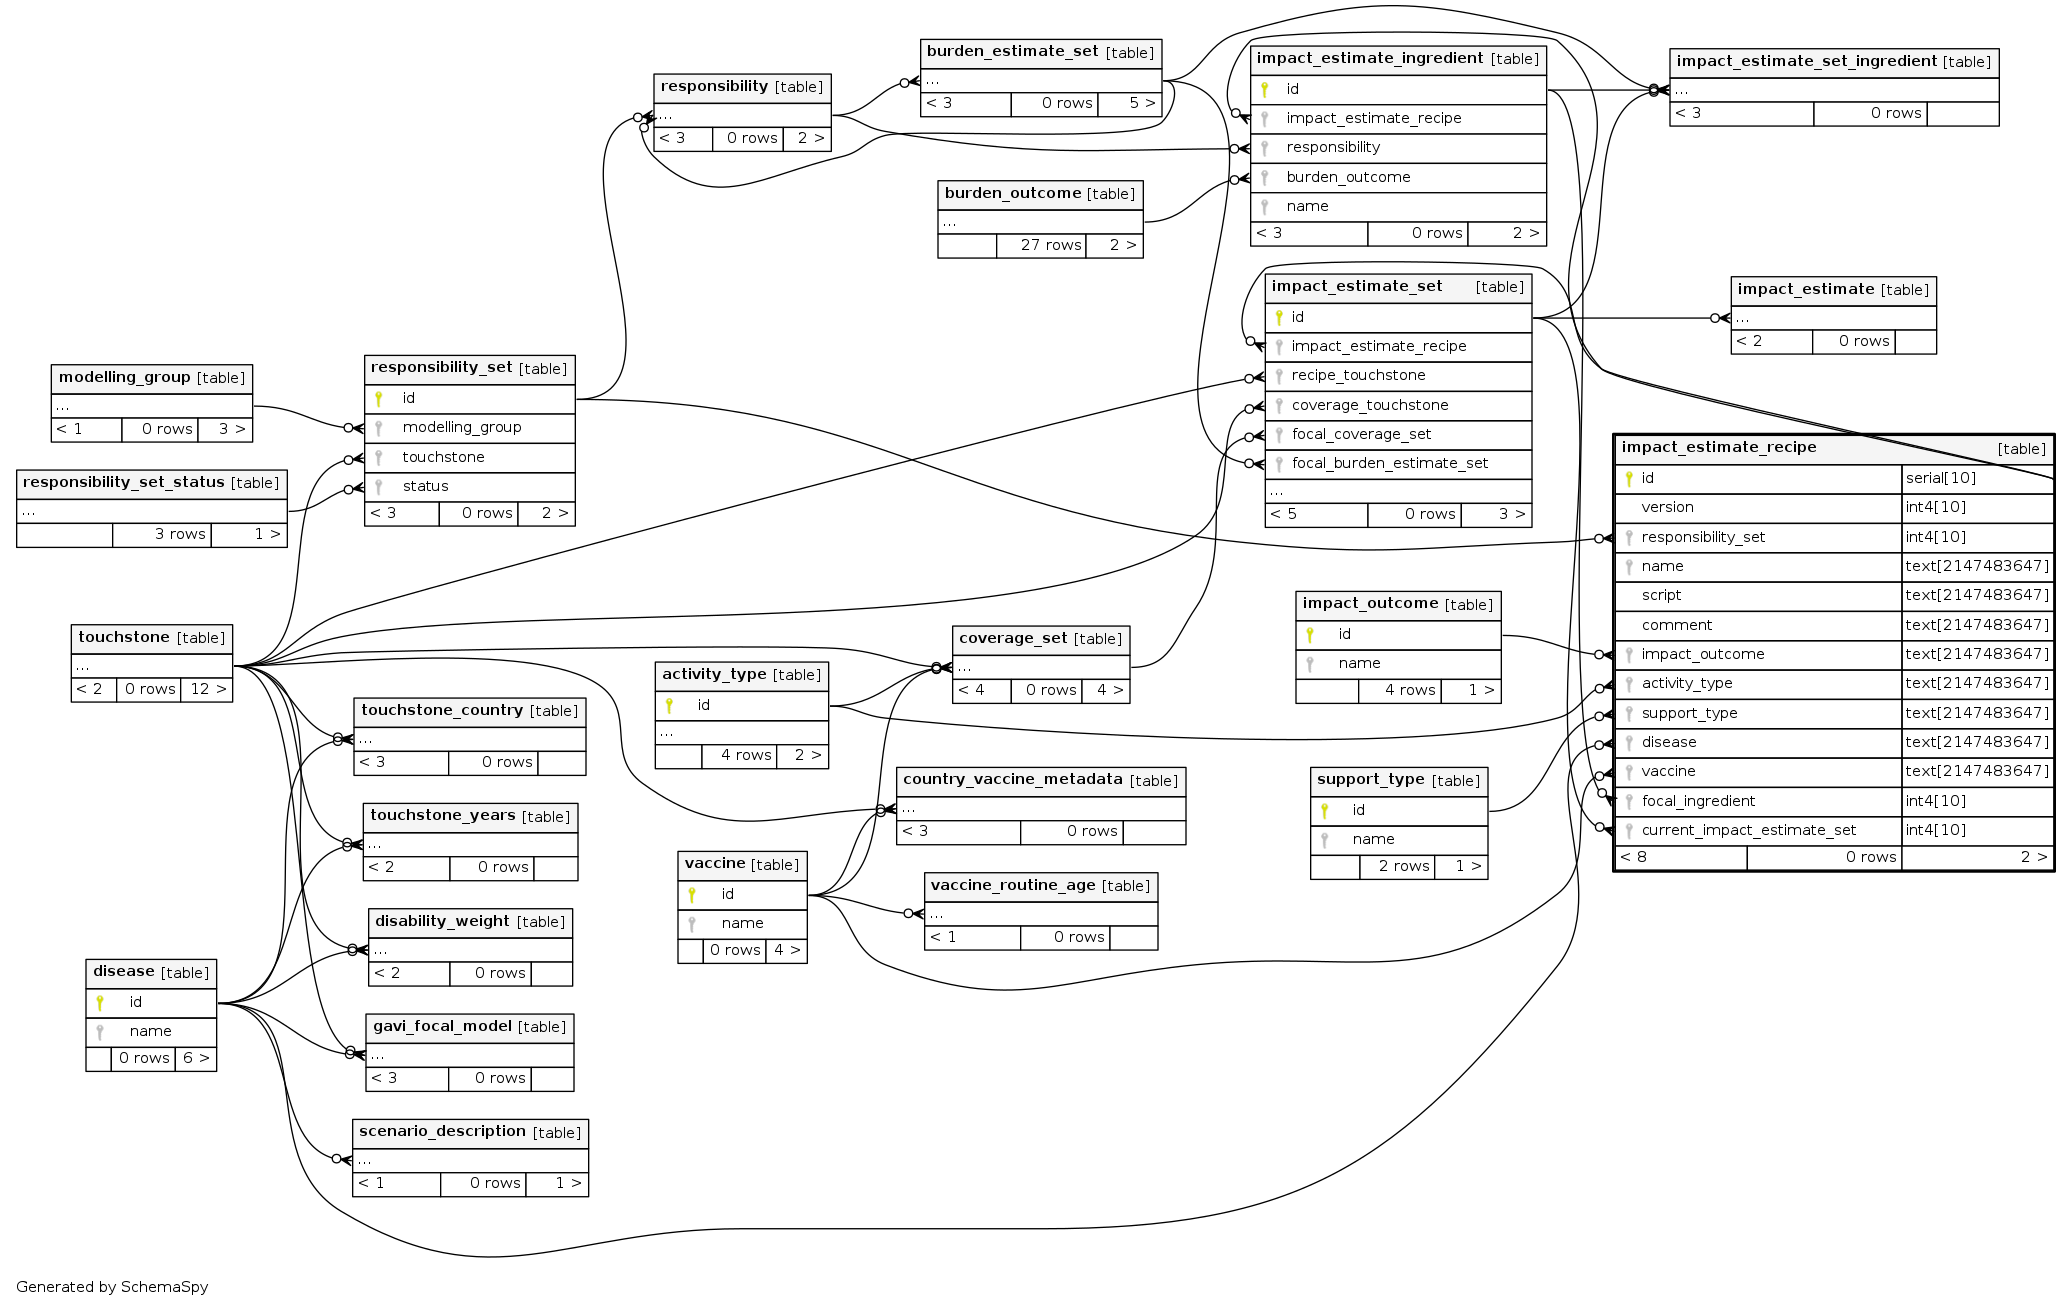 burden_estimate_set [table]
...
< 3 0 rows 5 >
impact_estimate_ingredient [table]
id
impact_estimate_recipe
responsibility
burden_outcome
name
< 3 0 rows 2 >
impact_estimate_set_ingredient [table]
...
< 3 0 rows
responsibility [table]
...
< 3 0 rows 2 >
burden_outcome [table]
...
27 rows 2 >
impact_estimate_set [table]
id
impact_estimate_recipe
recipe_touchstone
coverage_touchstone
focal_coverage_set
focal_burden_estimate_set
...
< 5 0 rows 3 >
impact_estimate [table]
...
< 2 0 rows
modelling_group [table]
...
< 1 0 rows 3 >
responsibility_set [table]
id
modelling_group
touchstone
status
< 3 0 rows 2 >
responsibility_set_status [table]
...
3 rows 1 >
impact_estimate_recipe [table]
id serial[10]
version int4[10]
responsibility_set int4[10]
name text[2147483647]
script text[2147483647]
comment text[2147483647]
impact_outcome text[2147483647]
activity_type text[2147483647]
support_type text[2147483647]
disease text[2147483647]
vaccine text[2147483647]
focal_ingredient int4[10]
current_impact_estimate_set int4[10]
< 8 0 rows 2 >
impact_outcome [table]
id
name
4 rows 1 >
touchstone [table]
...
< 2 0 rows 12 >
coverage_set [table]
...
< 4 0 rows 4 >
activity_type [table]
id
...
4 rows 2 >
touchstone_country [table]
...
< 3 0 rows
country_vaccine_metadata [table]
...
< 3 0 rows
support_type [table]
id
name
2 rows 1 >
touchstone_years [table]
...
< 2 0 rows
vaccine [table]
id
name
0 rows 4 >
vaccine_routine_age [table]
...
< 1 0 rows
disability_weight [table]
...
< 2 0 rows
disease [table]
id
name
0 rows 6 >
gavi_focal_model [table]
...
< 3 0 rows
scenario_description [table]
...
< 1 0 rows 1 >
Generated by SchemaSpy